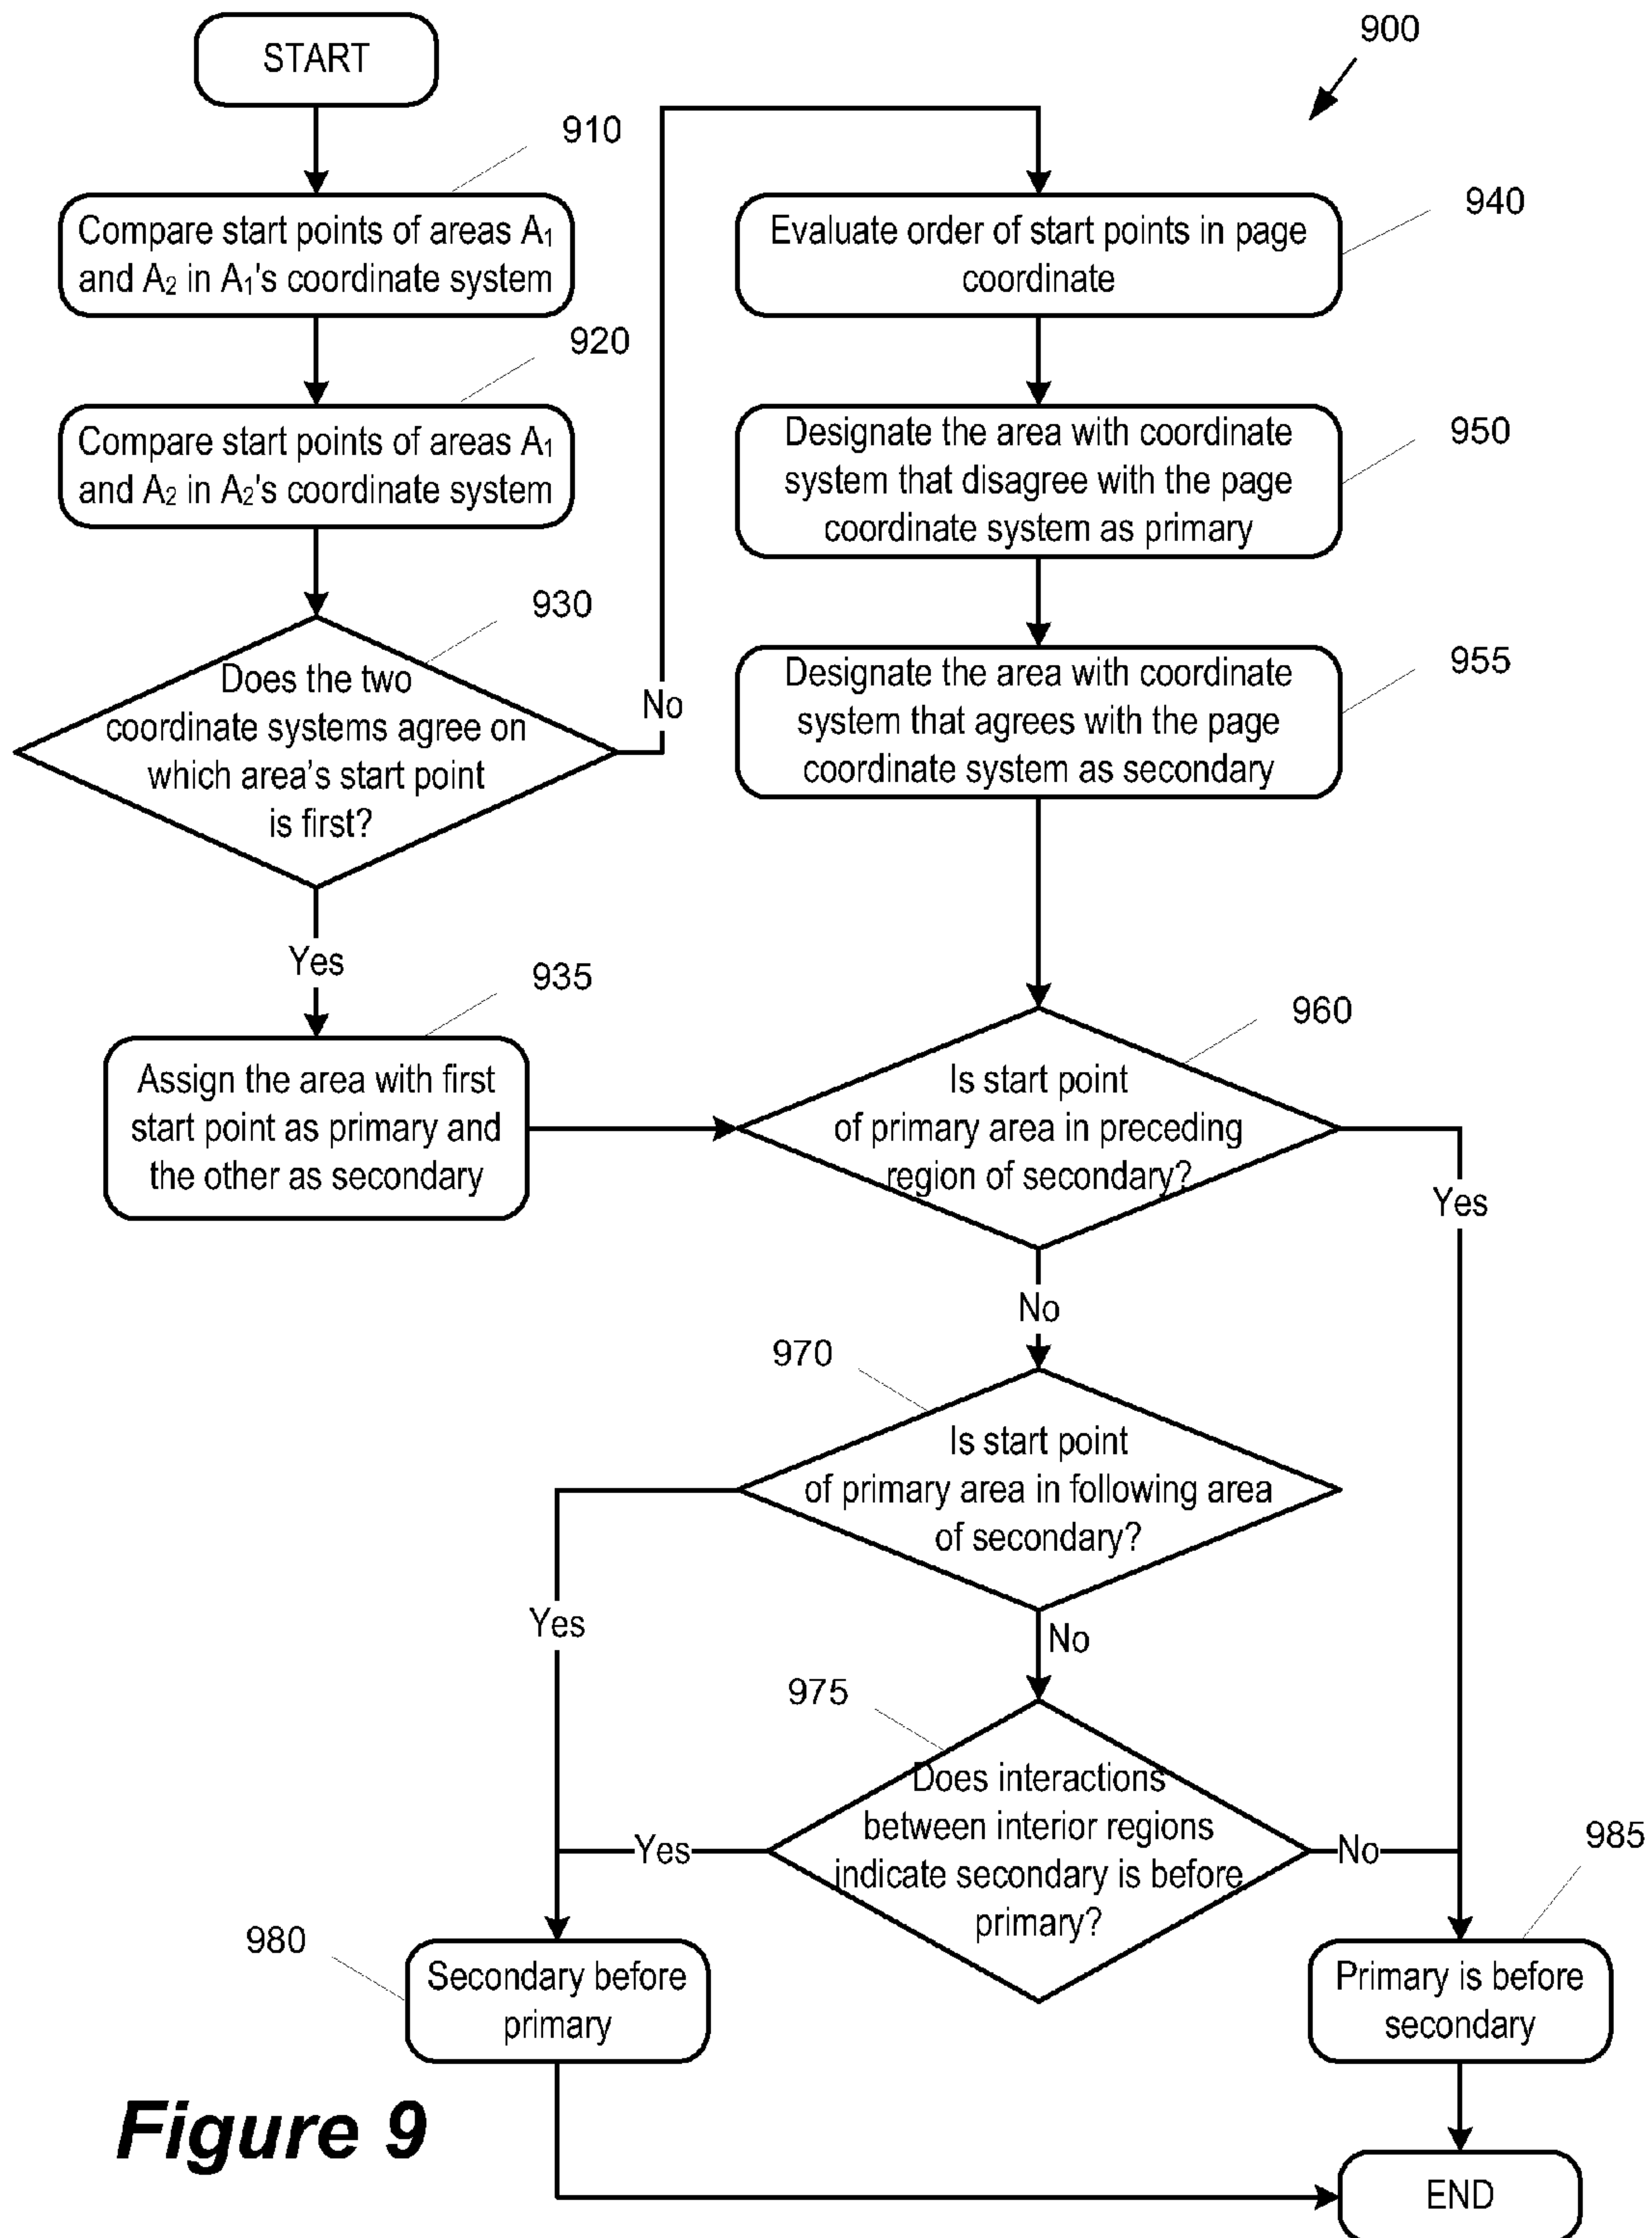 START
900
910
Compare start points of areas A₁
and A₂ in A₁'s coordinate system
920
Compare start points of areas A₁
and A₂ in A₂'s coordinate system
930
Does the two
coordinate systems agree on
which area's start point
is first?
No
Yes
935
Assign the area with first
start point as primary and
the other as secondary
940
Evaluate order of start points in page
coordinate
950
Designate the area with coordinate
system that disagree with the page
coordinate system as primary
955
Designate the area with coordinate
system that agrees with the page
coordinate system as secondary
960
Is start point
of primary area in preceding
region of secondary?
Yes
No
970
Is start point
of primary area in following area
of secondary?
Yes
No
975
Does interactions
between interior regions
indicate secondary is before
primary?
Yes
No
980
Secondary before
primary
985
Primary is before
secondary
Figure 9
END